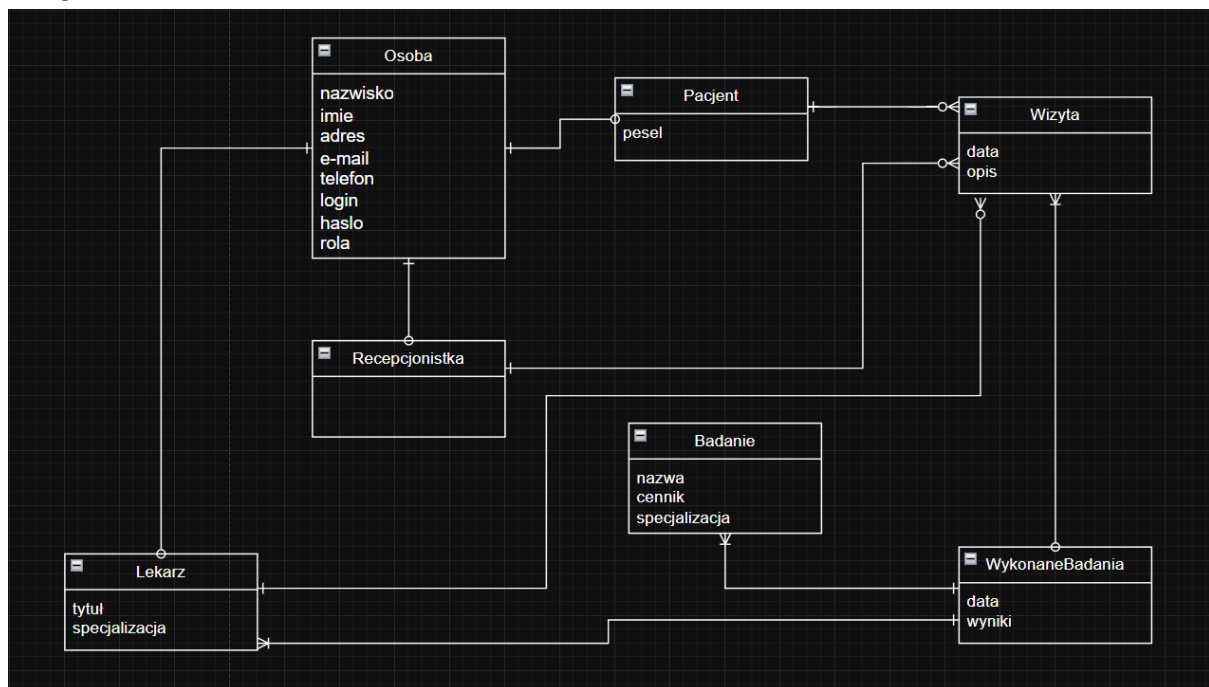 Osoba
nazwisko
imie
adres
e-mail
telefon
login
haslo
rola
Pacjent
pesel
Wizyta
data
opis
Recepcjonistka
Badanie
nazwa
cennik
specjalizacja
Lekarz
tytuł
specjalizacja
WykonaneBadania
data
wyniki